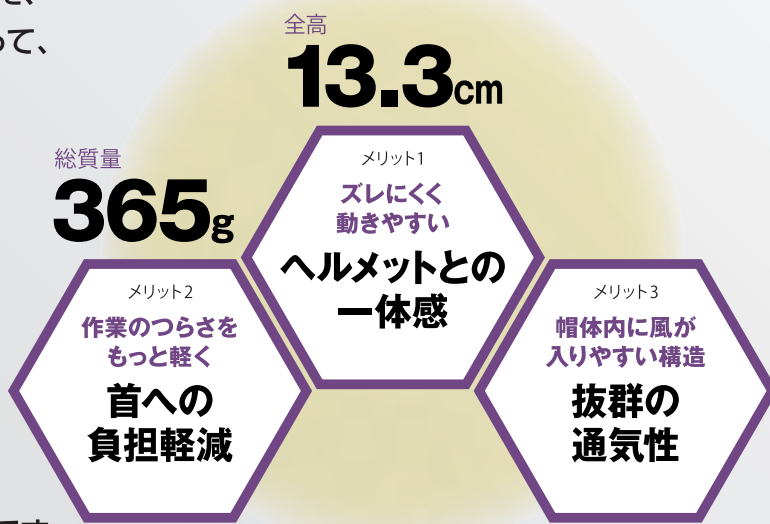 って、
全高
13.3cm
総質量
365g
メリット1
ズレにくく
動きやすい
ヘルメットとの
一体感
メリット2
作業のつらさを
もっと軽く
首への
負担軽減
メリット3
帽体内に風が
入りやすい構造
抜群の
通気性